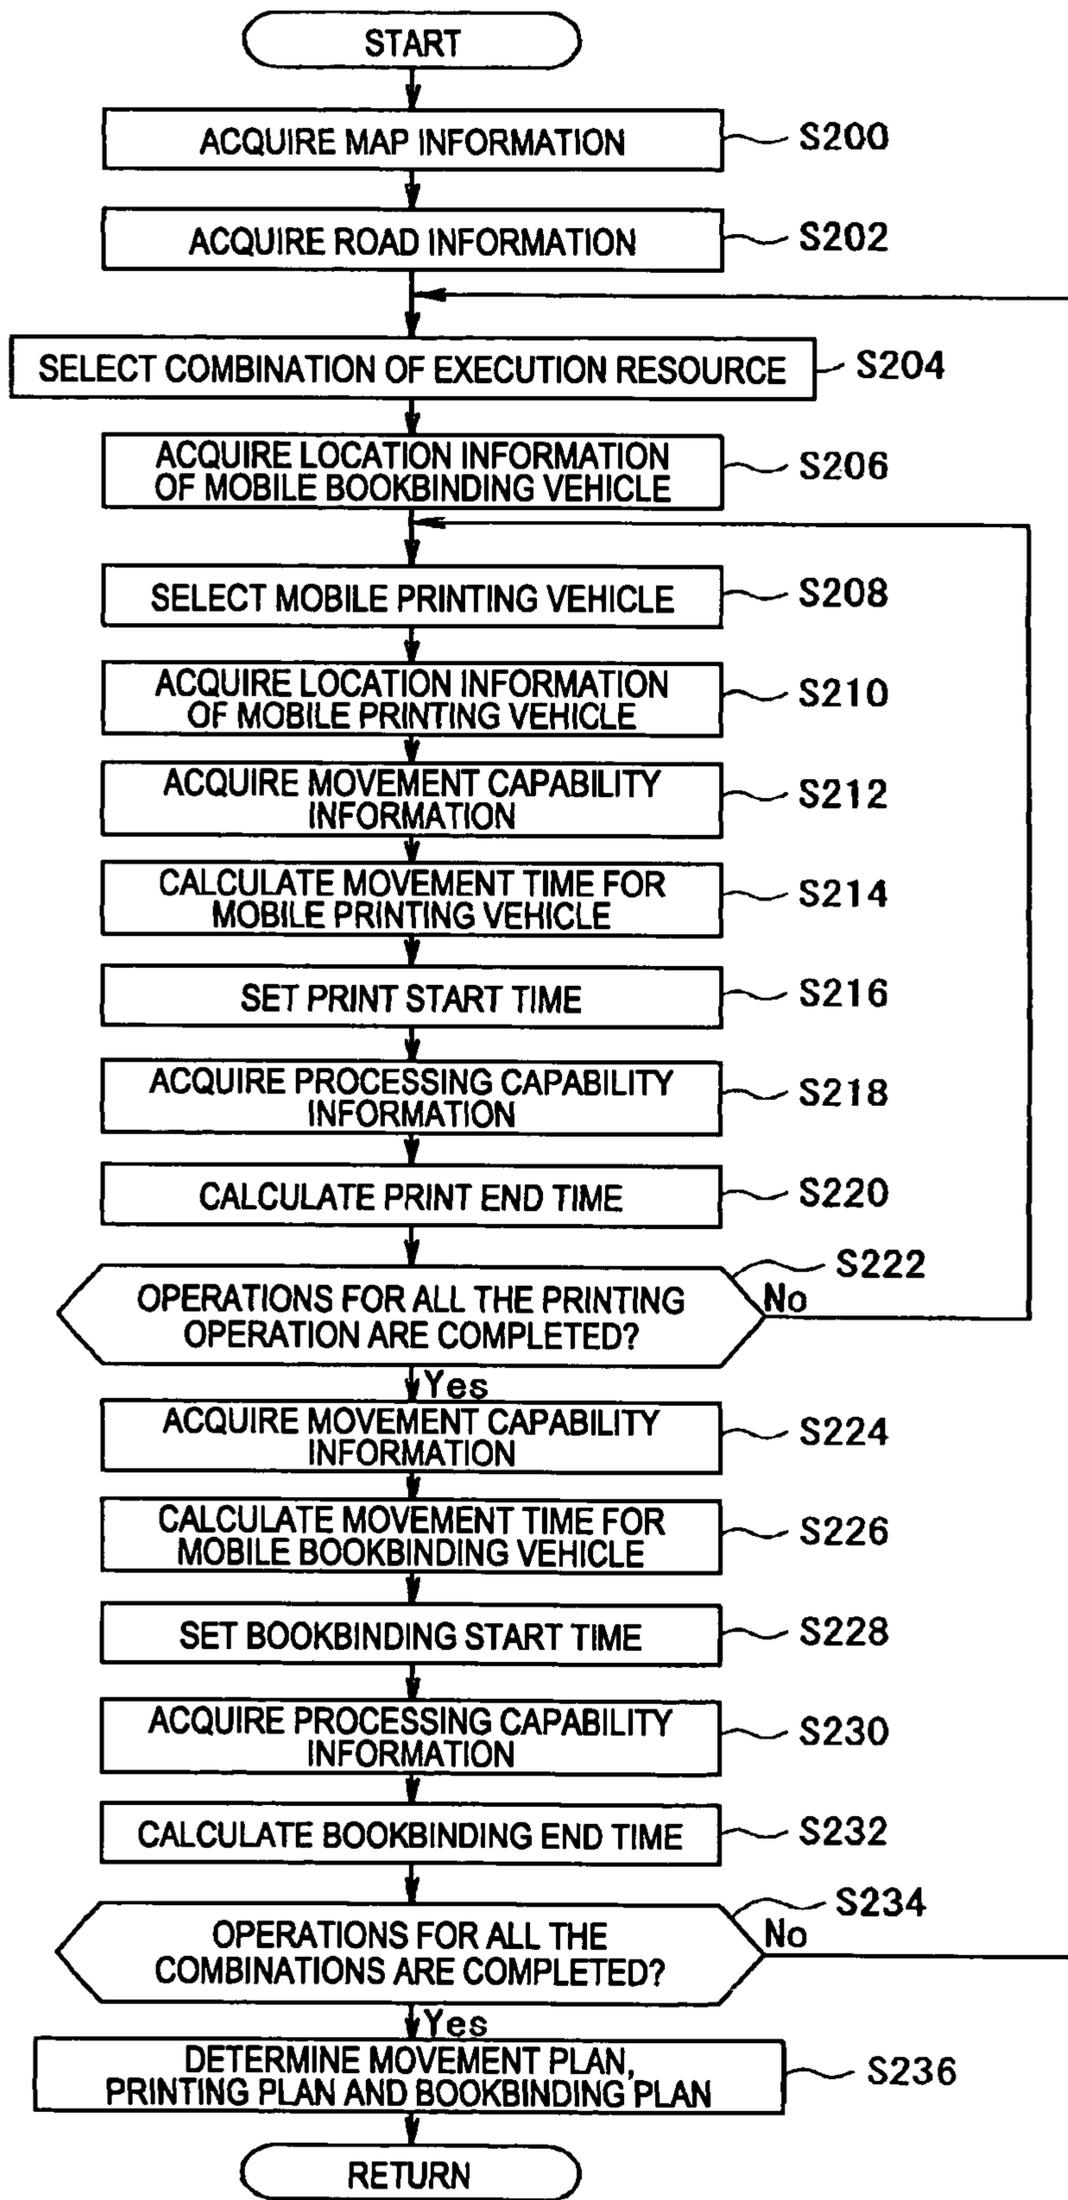 START
ACQUIRE MAP INFORMATION
S200
ACQUIRE ROAD INFORMATION
S202
SELECT COMBINATION OF EXECUTION RESOURCE
S204
ACQUIRE LOCATION INFORMATION
OF MOBILE BOOKBINDING VEHICLE
S206
SELECT MOBILE PRINTING VEHICLE
S208
ACQUIRE LOCATION INFORMATION
OF MOBILE PRINTING VEHICLE
S210
ACQUIRE MOVEMENT CAPABILITY
INFORMATION
S212
CALCULATE MOVEMENT TIME FOR
MOBILE PRINTING VEHICLE
S214
SET PRINT START TIME
S216
ACQUIRE PROCESSING CAPABILITY
INFORMATION
S218
CALCULATE PRINT END TIME
S220
S222
OPERATIONS FOR ALL THE PRINTING
OPERATION ARE COMPLETED?
No
Yes
ACQUIRE MOVEMENT CAPABILITY
INFORMATION
S224
CALCULATE MOVEMENT TIME FOR
MOBILE BOOKBINDING VEHICLE
S226
SET BOOKBINDING START TIME
S228
ACQUIRE PROCESSING CAPABILITY
INFORMATION
S230
CALCULATE BOOKBINDING END TIME
S232
S234
OPERATIONS FOR ALL THE
COMBINATIONS ARE COMPLETED?
No
Yes
DETERMINE MOVEMENT PLAN,
PRINTING PLAN AND BOOKBINDING PLAN
S236
RETURN